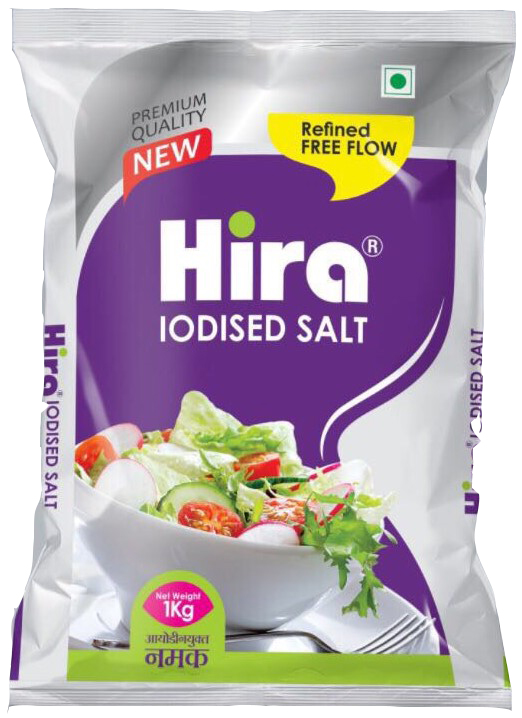 PREMIUM
QUALITY
NEW
Refined
FREE FLOW
Hira®
IODISED SALT
Hira® IODISED SALT
Hira IODISED SALT
Net Weight
1Kg
आयोडीनयुक्त
नमक